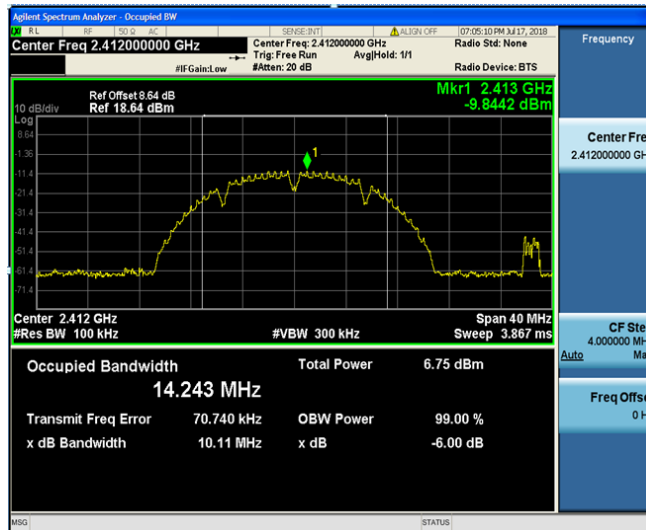 Agilent Spectrum Analyzer - Occupied BW
LXI RL RF 50 Ω AC SENSE:INT ALIGN OFF 07:05:10 PM Jul 17, 2018
Center Freq 2.412000000 GHz Center Freq: 2.412000000 GHz Radio Std: None
Trig: Free Run Avg|Hold: 1/1
#IFGain:Low #Atten: 20 dB Radio Device: BTS
Frequency
Ref Offset 8.64 dB Mkr1 2.413 GHz
10 dB/div Ref 18.64 dBm -9.8442 dBm
Log
8.64
-1.36
-11.4
-21.4
-31.4
-41.4
-51.4
-61.4
-71.4
1
Center 2.412 GHz Span 40 MHz
#Res BW 100 kHz #VBW 300 kHz Sweep 3.867 ms
Occupied Bandwidth Total Power 6.75 dBm
14.243 MHz
Transmit Freq Error 70.740 kHz OBW Power 99.00 %
x dB Bandwidth 10.11 MHz x dB -6.00 dB
Center Fre
2.412000000 GH
CF Ste
4.000000 MH
Auto Ma
Freq Offse
0 H
MSG STATUS